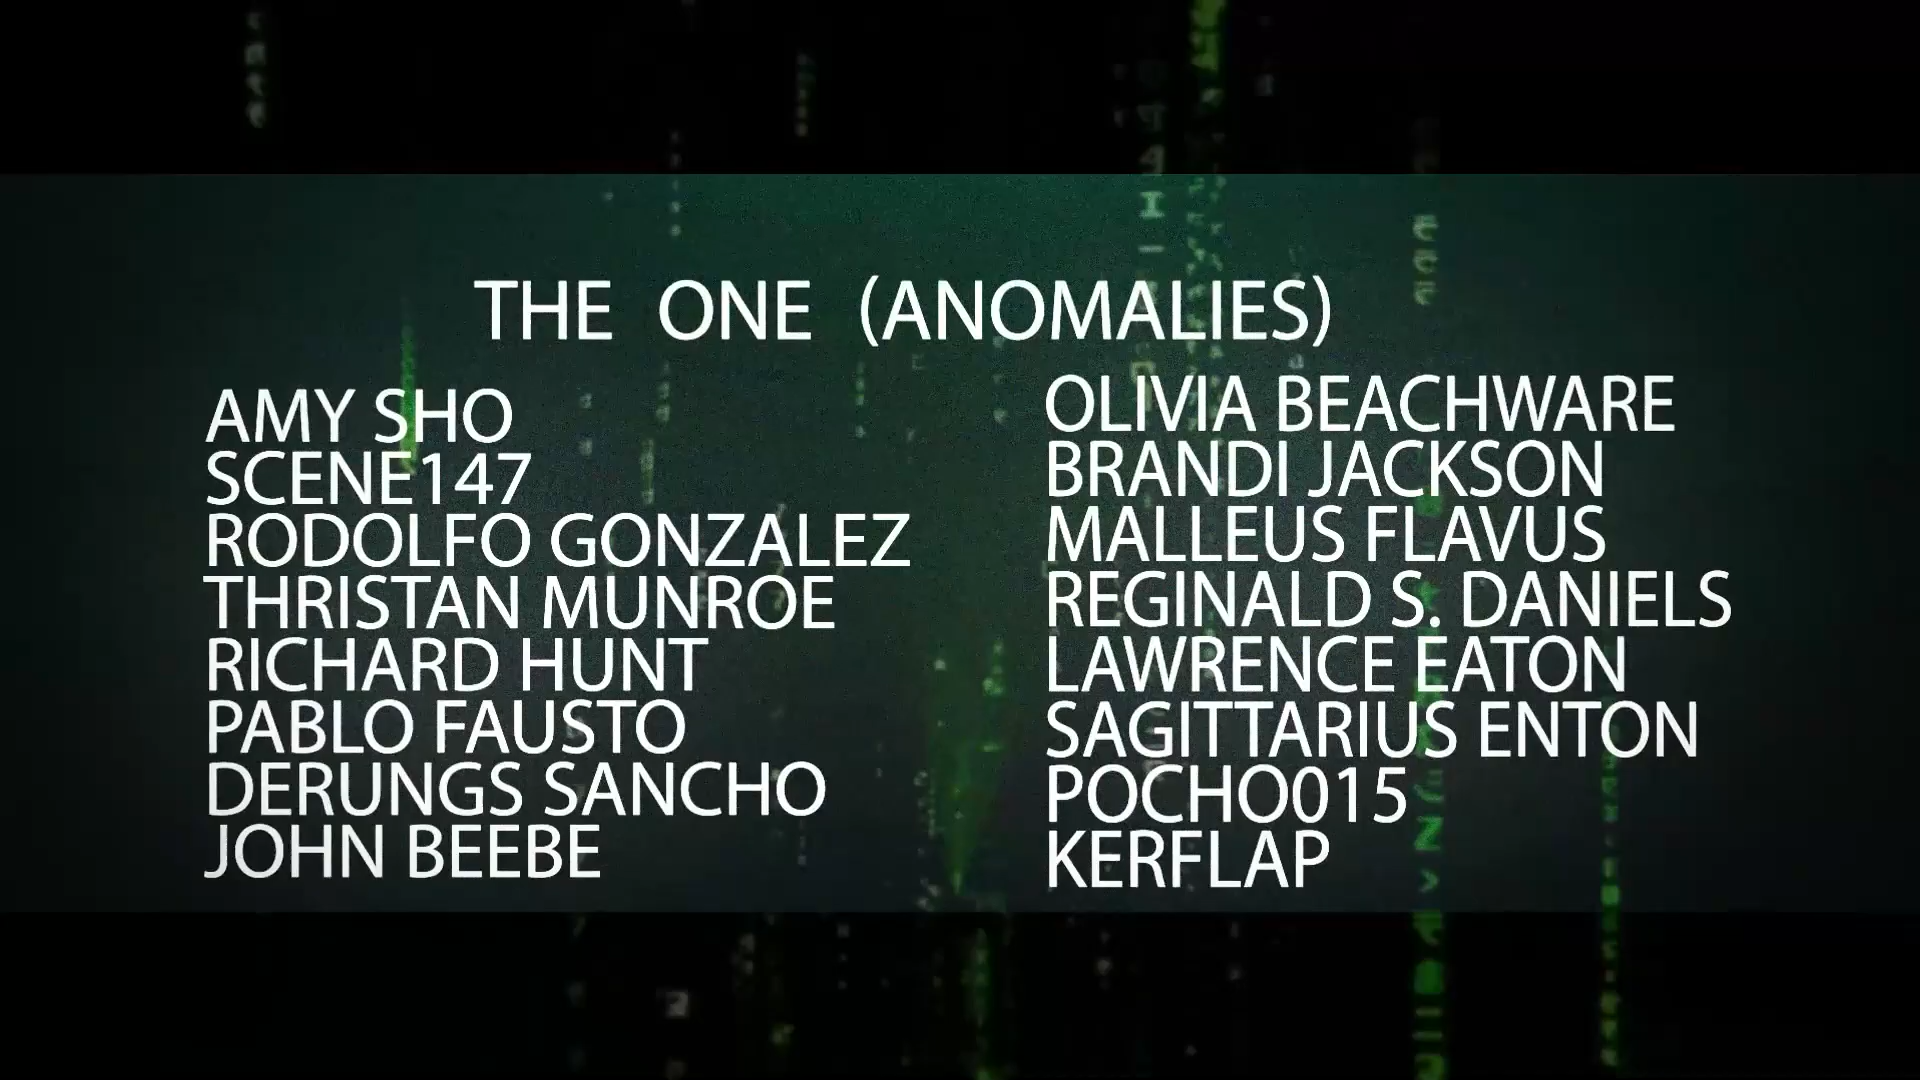 THE ONE (ANOMALIES)
AMY SHO
SCENE147
RODOLFO GONZALEZ
THRISTAN MUNROE
RICHARD HUNT
PABLO FAUSTO
DERUNGS SANCHO
JOHN BEEBE
OLIVIA BEACHWARE
BRANDI JACKSON
MALLEUS FLAVUS
REGINALD S. DANIELS
LAWRENCE EATON
SAGITTARIUS ENTON
POCHO015
KERFLAP